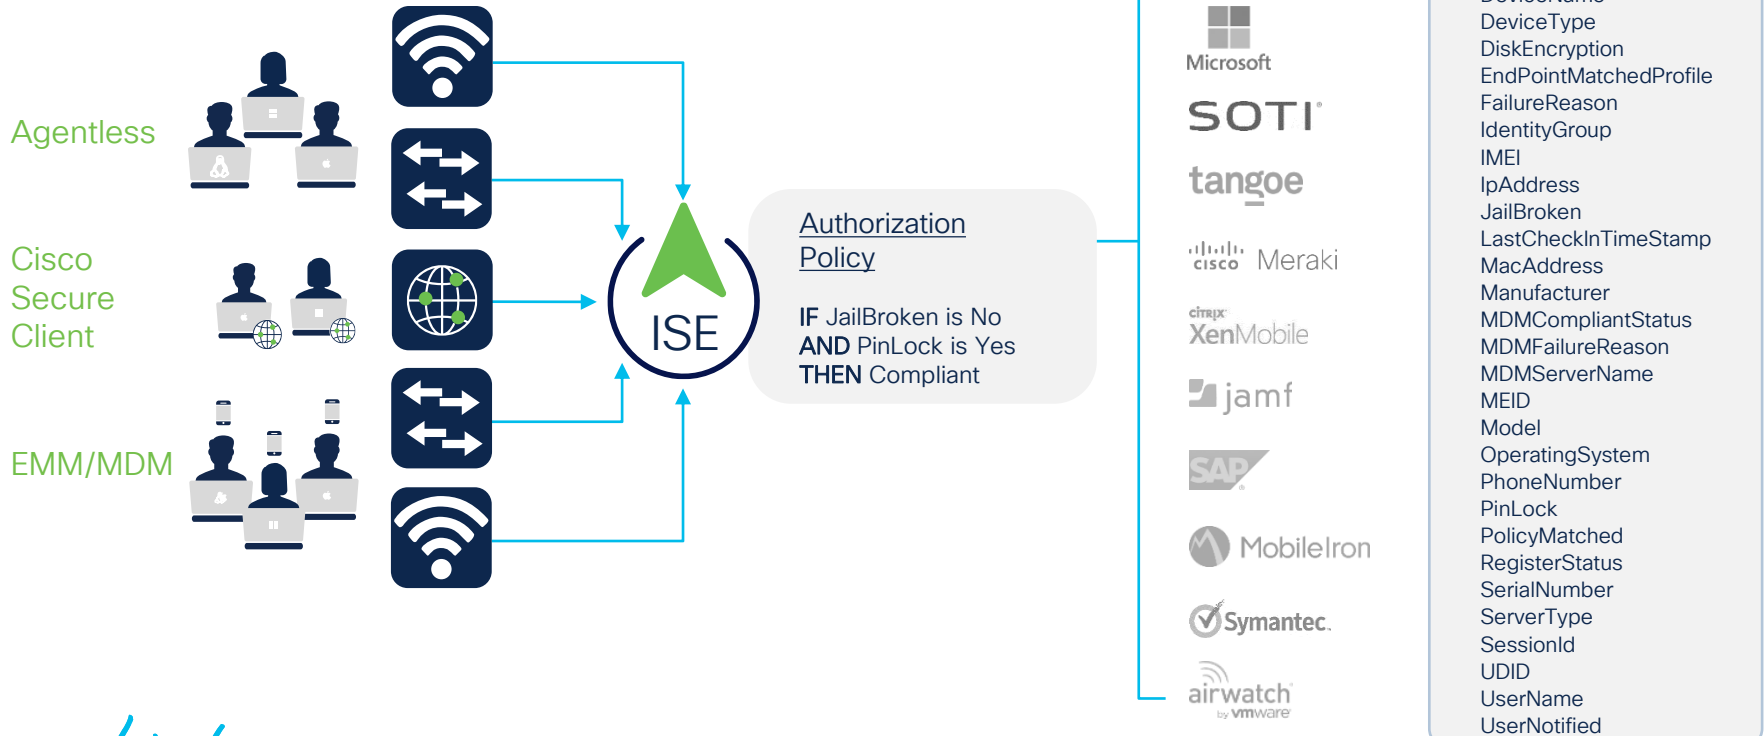 Agentless
Cisco
Secure
Client
EMM/MDM
ISE
Authorization
Policy
IF JailBroken is No
AND PinLock is Yes
THEN Compliant
Microsoft
SOTI
tangoe
cisco Meraki
citrix
XenMobile
jamf
SAP
MobileIron
Symantec.
airwatch
by vmware
DeviceName
DeviceType
DiskEncryption
EndPointMatchedProfile
FailureReason
IdentityGroup
IMEI
IpAddress
JailBroken
LastCheckInTimeStamp
MacAddress
Manufacturer
MDMCompliantStatus
MDMFailureReason
MDMServerName
MEID
Model
OperatingSystem
PhoneNumber
PinLock
PolicyMatched
RegisterStatus
SerialNumber
ServerType
SessionId
UDID
UserName
UserNotified